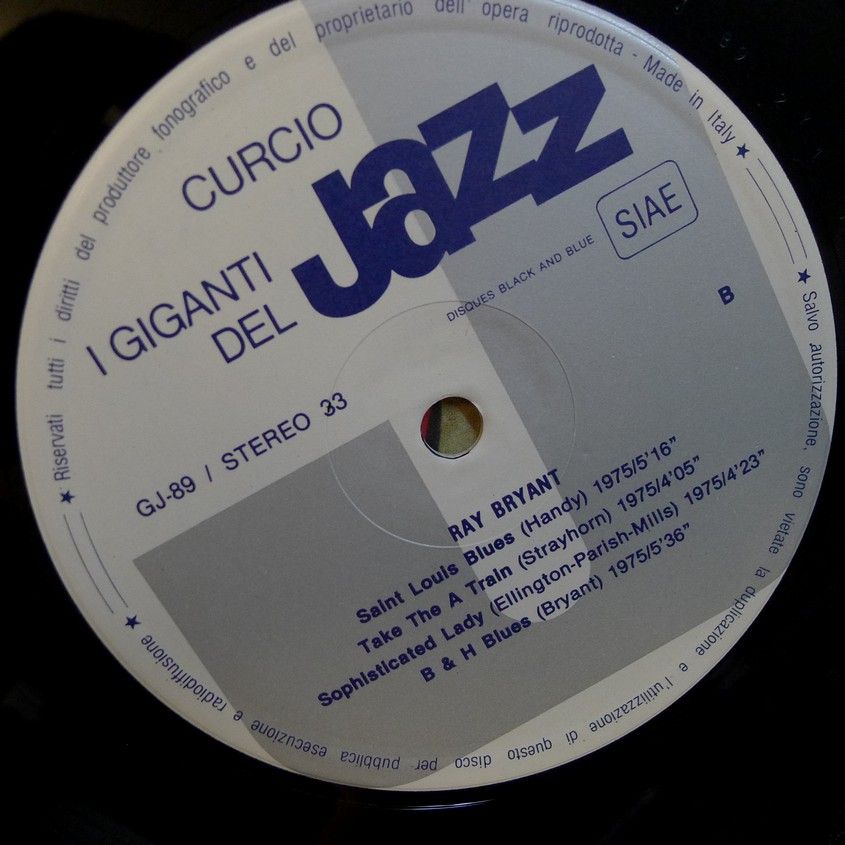 ★ Riservati tutti i diritti del produttore fonografico e del proprietario dell'opera riprodotta - Made in Italy ★
★ Salvo autorizzazione, sono vietate la duplicazione e l'utilizzazione di questo disco per pubblica esecuzione e radiodiffusione ★
CURCIO
I GIGANTI
DEL
Jazz
DISQUES BLACK AND BLUE
SIAE
B
GJ-89 / STEREO 33
RAY BRYANT
Saint Louis Blues (Handy) 1975/5'16"
Take The A Train (Strayhorn) 1975/4'05"
Sophisticated Lady (Ellington-Parish-Mills) 1975/4'23"
B & H Blues (Bryant) 1975/5'36"